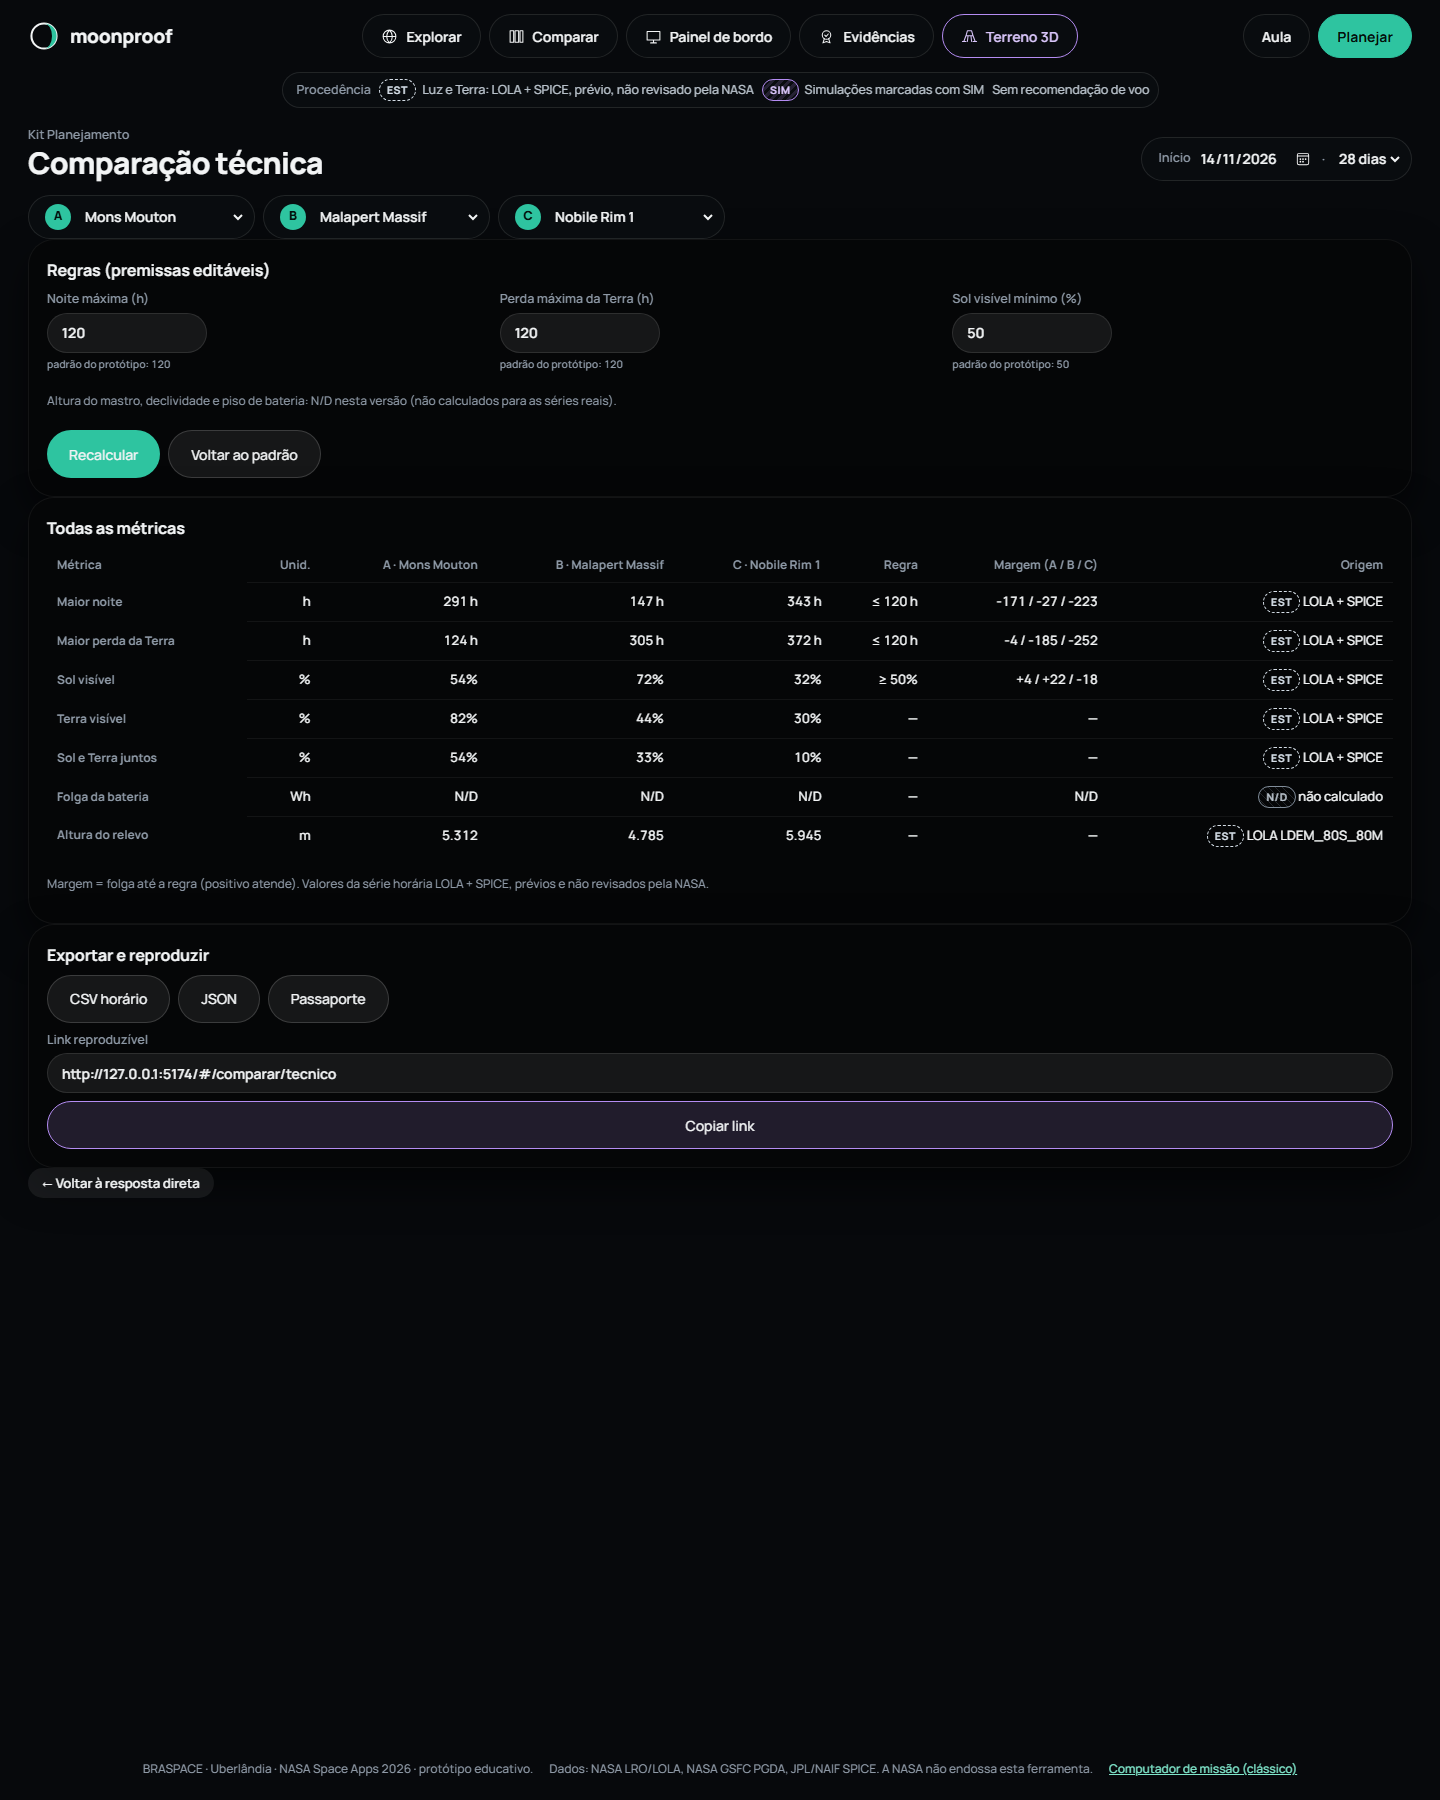 moonproof
Explorar
Comparar
Painel de bordo
Evidências
Terreno 3D
Aula
Planejar
Procedência EST Luz e Terra: LOLA + SPICE, prévio, não revisado pela NASA SIM Simulações marcadas com SIM Sem recomendação de voo
Kit Planejamento
Comparação técnica
Início 14/11/2026 · 28 dias
A Mons Mouton
B Malapert Massif
C Nobile Rim 1
Regras (premissas editáveis)
Noite máxima (h) Perda máxima da Terra (h) Sol visível mínimo (%)
120 120 50
padrão do protótipo: 120 padrão do protótipo: 120 padrão do protótipo: 50
Altura do mastro, declividade e piso de bateria: N/D nesta versão (não calculados para as séries reais).
Recalcular Voltar ao padrão
Todas as métricas
Métrica Unid. A · Mons Mouton B · Malapert Massif C · Nobile Rim 1 Regra Margem (A / B / C) Origem
Maior noite h 291 h 147 h 343 h ≤ 120 h -171 / -27 / -223 EST LOLA + SPICE
Maior perda da Terra h 124 h 305 h 372 h ≤ 120 h -4 / -185 / -252 EST LOLA + SPICE
Sol visível % 54% 72% 32% ≥ 50% +4 / +22 / -18 EST LOLA + SPICE
Terra visível % 82% 44% 30% — — EST LOLA + SPICE
Sol e Terra juntos % 54% 33% 10% — — EST LOLA + SPICE
Folga da bateria Wh N/D N/D N/D — N/D N/D não calculado
Altura do relevo m 5.312 4.785 5.945 — — EST LOLA LDEM_80S_80M
Margem = folga até a regra (positivo atende). Valores da série horária LOLA + SPICE, prévios e não revisados pela NASA.
Exportar e reproduzir
CSV horário JSON Passaporte
Link reproduzível
http://127.0.0.1:5174/#/comparar/tecnico
Copiar link
← Voltar à resposta direta
BRASPACE · Uberlândia · NASA Space Apps 2026 · protótipo educativo. Dados: NASA LRO/LOLA, NASA GSFC PGDA, JPL/NAIF SPICE. A NASA não endossa esta ferramenta. Computador de missão (clássico)